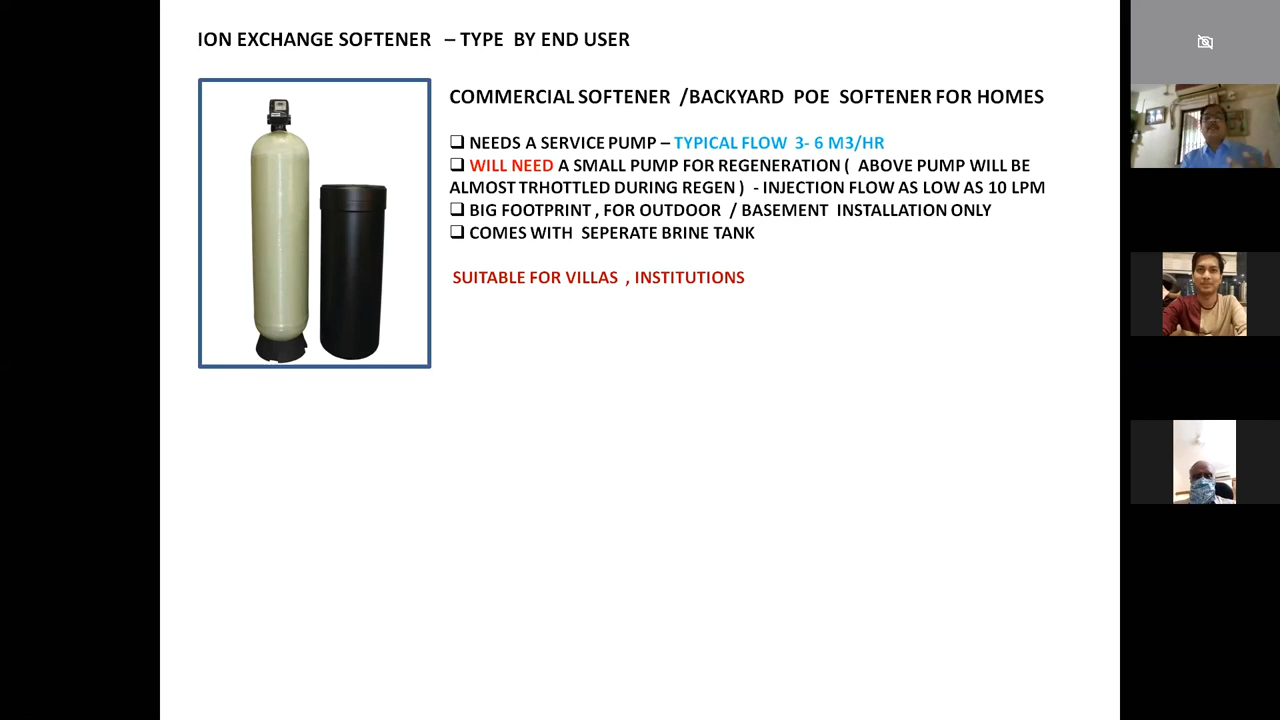 ION EXCHANGE SOFTENER – TYPE BY END USER
COMMERCIAL SOFTENER /BACKYARD POE SOFTENER FOR HOMES
❑ NEEDS A SERVICE PUMP – TYPICAL FLOW 3- 6 M3/HR
❑ WILL NEED A SMALL PUMP FOR REGENERATION ( ABOVE PUMP WILL BE
ALMOST TRHOTTLED DURING REGEN ) - INJECTION FLOW AS LOW AS 10 LPM
❑ BIG FOOTPRINT , FOR OUTDOOR / BASEMENT INSTALLATION ONLY
❑ COMES WITH SEPERATE BRINE TANK
SUITABLE FOR VILLAS , INSTITUTIONS